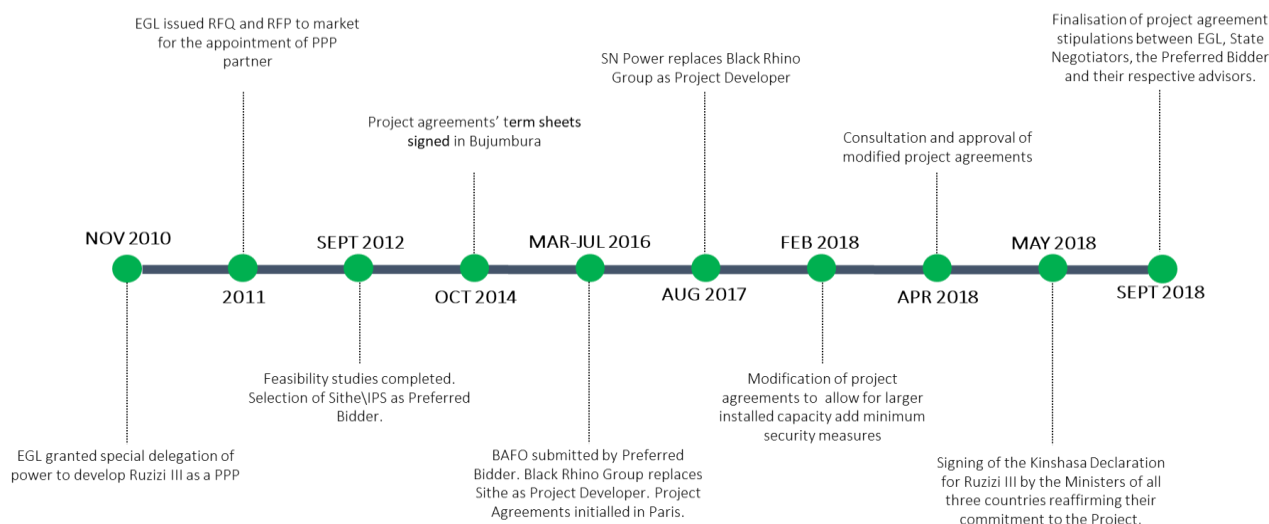 EGL issued RFQ and RFP to market
for the appointment of PPP
partner
Finalisation of project agreement
stipulations between EGL, State
Negotiators, the Preferred Bidder
and their respective advisors.
SN Power replaces Black Rhino
Group as Project Developer
Project agreements' term sheets
signed in Bujumbura
Consultation and approval of
modified project agreements
NOV 2010
SEPT 2012
MAR-JUL 2016
FEB 2018
MAY 2018
2011
OCT 2014
AUG 2017
APR 2018
SEPT 2018
Feasibility studies completed.
Selection of Sithe\IPS as Preferred
Bidder.
Modification of project
agreements to allow for larger
installed capacity add minimum
security measures
EGL granted special delegation of
power to develop Ruzizi III as a PPP
BAFO submitted by Preferred
Bidder. Black Rhino Group replaces
Sithe as Project Developer. Project
Agreements initialled in Paris.
Signing of the Kinshasa Declaration
for Ruzizi III by the Ministers of all
three countries reaffirming their
commitment to the Project.